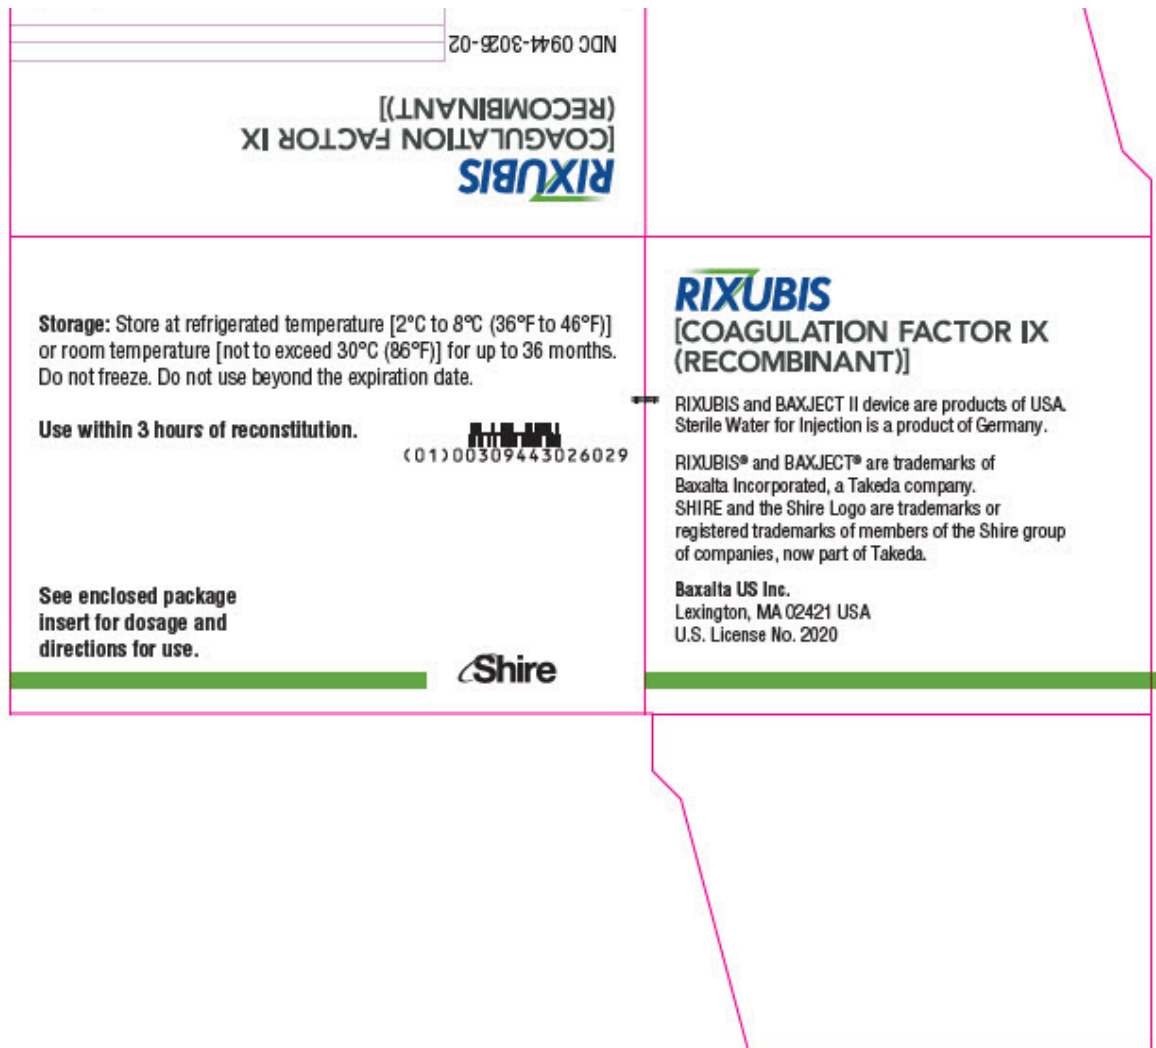 RIXUBIS
[COAGULATION FACTOR IX
(RECOMBINANT)]
NDC 0944-3026-02
Storage: Store at refrigerated temperature [2°C to 8°C (36°F to 46°F)]
or room temperature [not to exceed 30°C (86°F)] for up to 36 months.
Do not freeze. Do not use beyond the expiration date.
Use within 3 hours of reconstitution.
(01)00309443026029
See enclosed package
insert for dosage and
directions for use.
Shire
RIXUBIS
[COAGULATION FACTOR IX
(RECOMBINANT)]
RIXUBIS and BAXJECT II device are products of USA.
Sterile Water for Injection is a product of Germany.
RIXUBIS® and BAXJECT® are trademarks of
Baxalta Incorporated, a Takeda company.
SHIRE and the Shire Logo are trademarks or
registered trademarks of members of the Shire group
of companies, now part of Takeda.
Baxalta US Inc.
Lexington, MA 02421 USA
U.S. License No. 2020